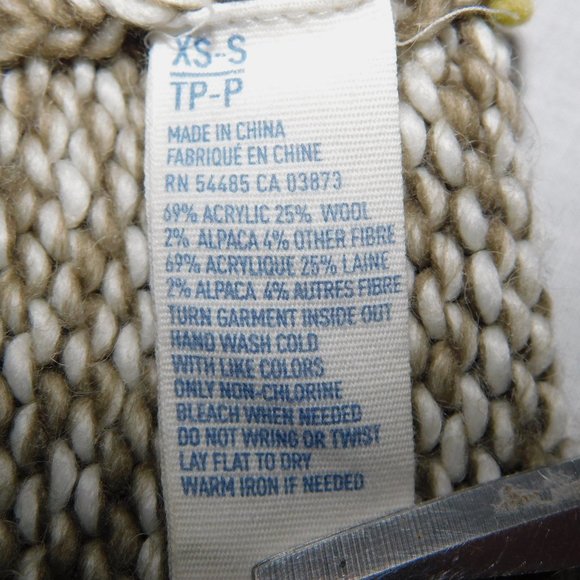 XS-S
TP-P
MADE IN CHINA
FABRIQUÉ EN CHINE
RN 54485 CA 03873
69% ACRYLIC 25% WOOL
2% ALPACA 4% OTHER FIBRE
69% ACRYLIQUE 25% LAINE
2% ALPACA 4% AUTRES FIBRE
TURN GARMENT INSIDE OUT
HAND WASH COLD
WITH LIKE COLORS
ONLY NON-CHLORINE
BLEACH WHEN NEEDED
DO NOT WRING OR TWIST
LAY FLAT TO DRY
WARM IRON IF NEEDED